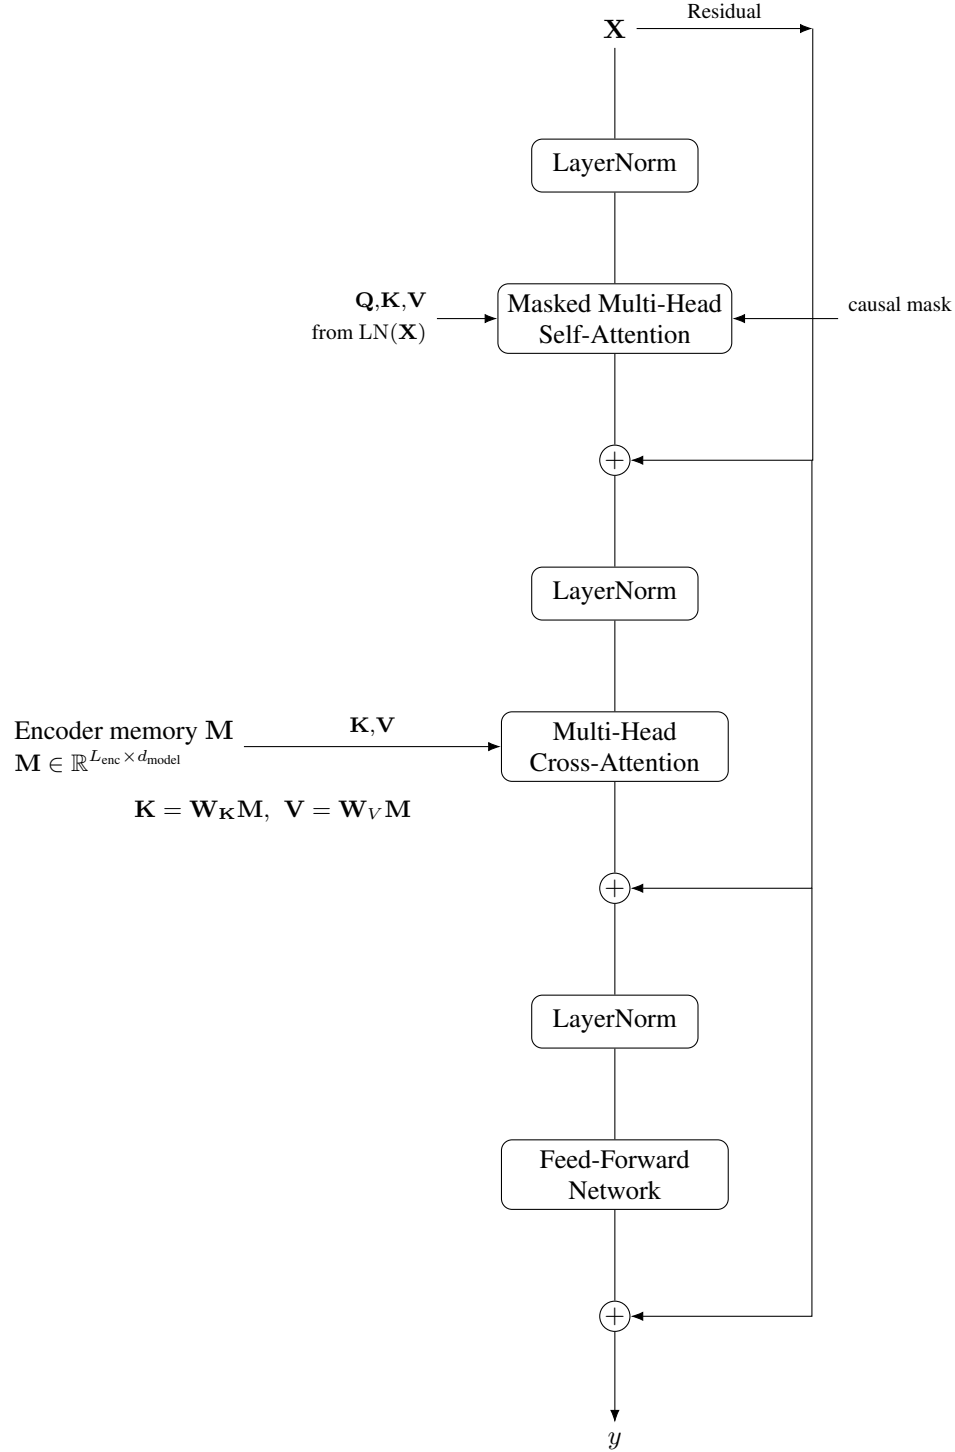 Residual
X
LayerNorm
Q,K,V
from LN(X)
Masked Multi-Head
Self-Attention
causal mask
+
LayerNorm
Encoder memory M
M ∈ ℝ^{L_enc × d_model}
K,V
Multi-Head
Cross-Attention
K = W_K M, V = W_V M
+
LayerNorm
Feed-Forward
Network
+
y